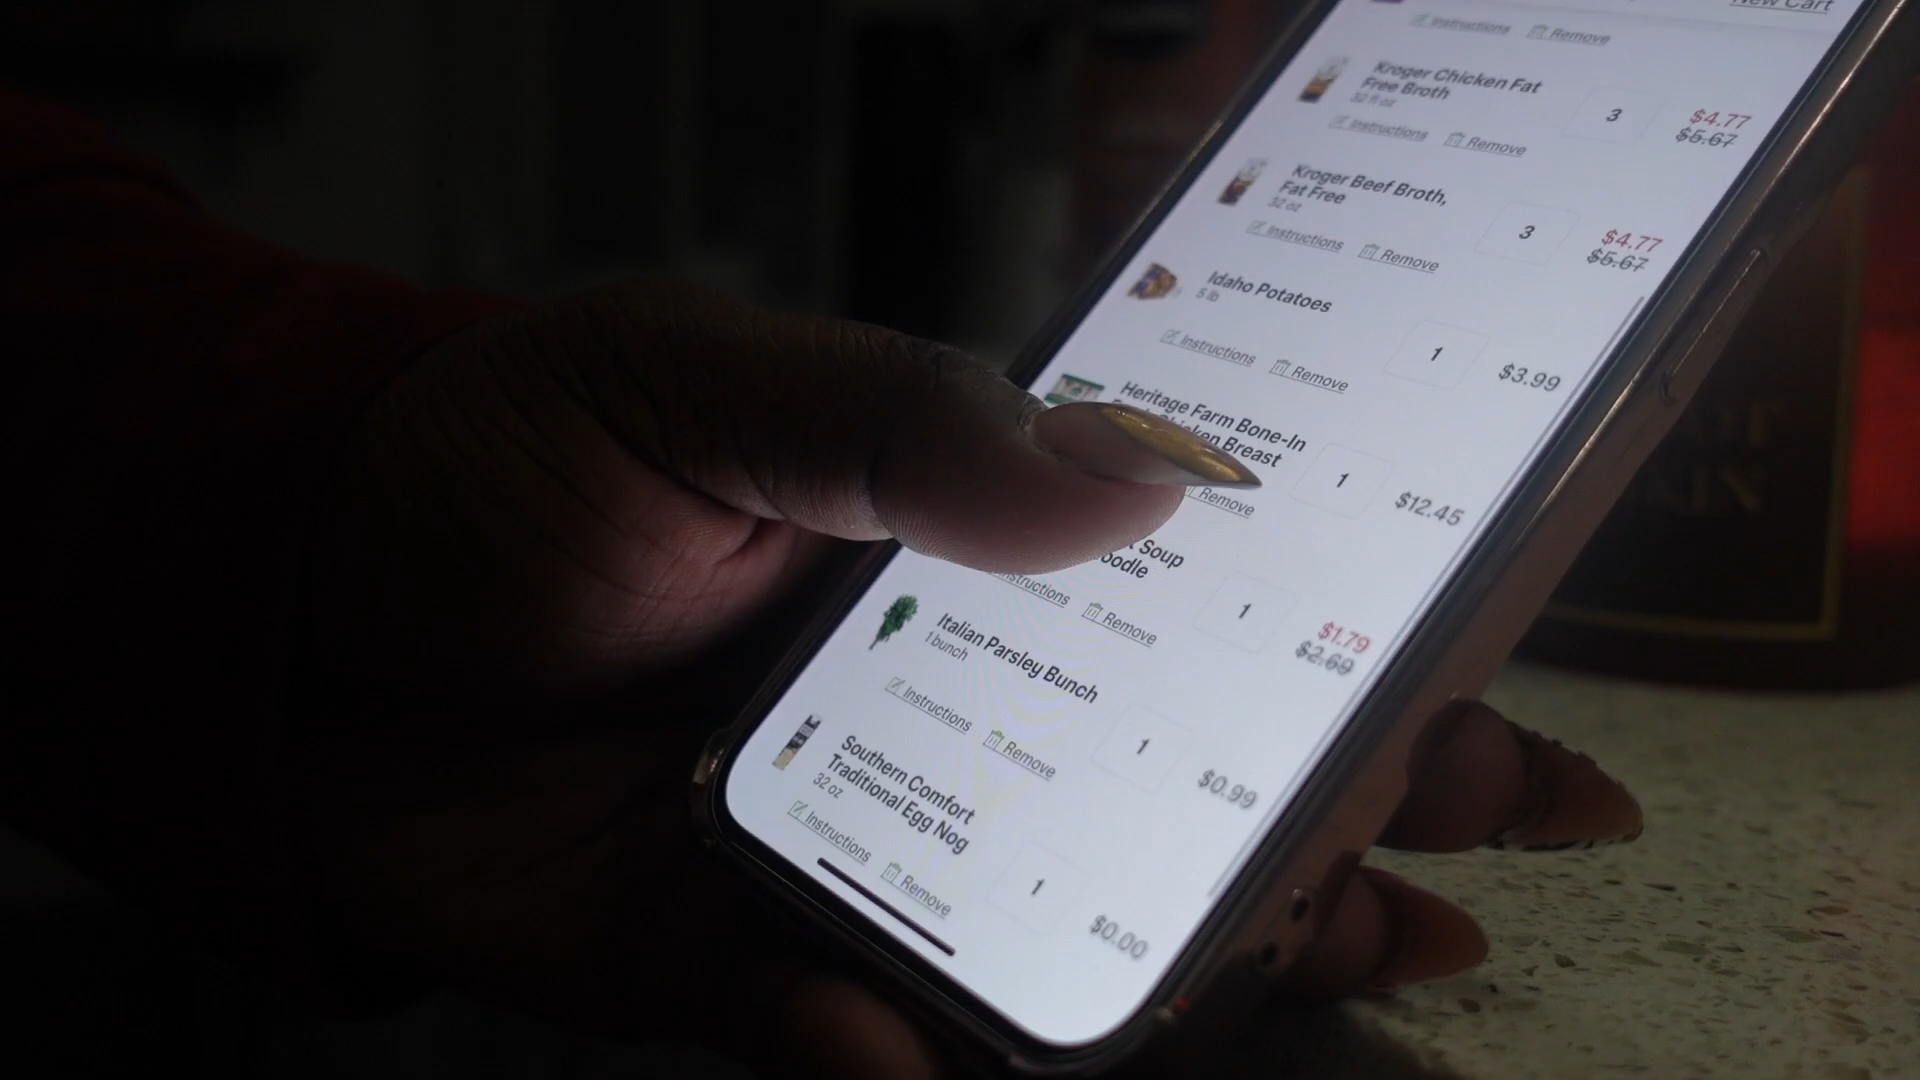 New Cart
Instructions Remove
Kroger Chicken Fat
Free Broth
32 fl oz
3
$4.77
$5.67
Instructions Remove
Kroger Beef Broth,
Fat Free
32 oz
3
$4.77
$5.67
Instructions Remove
Idaho Potatoes
5 lb
1
$3.99
Instructions Remove
Heritage Farm Bone-In
Chicken Breast
1
$12.45
Remove
Soup
1
$1.79
$2.69
Instructions Remove
Italian Parsley Bunch
1 bunch
1
$0.99
Instructions Remove
Southern Comfort
Traditional Egg Nog
32 oz
1
$0.00
Instructions Remove